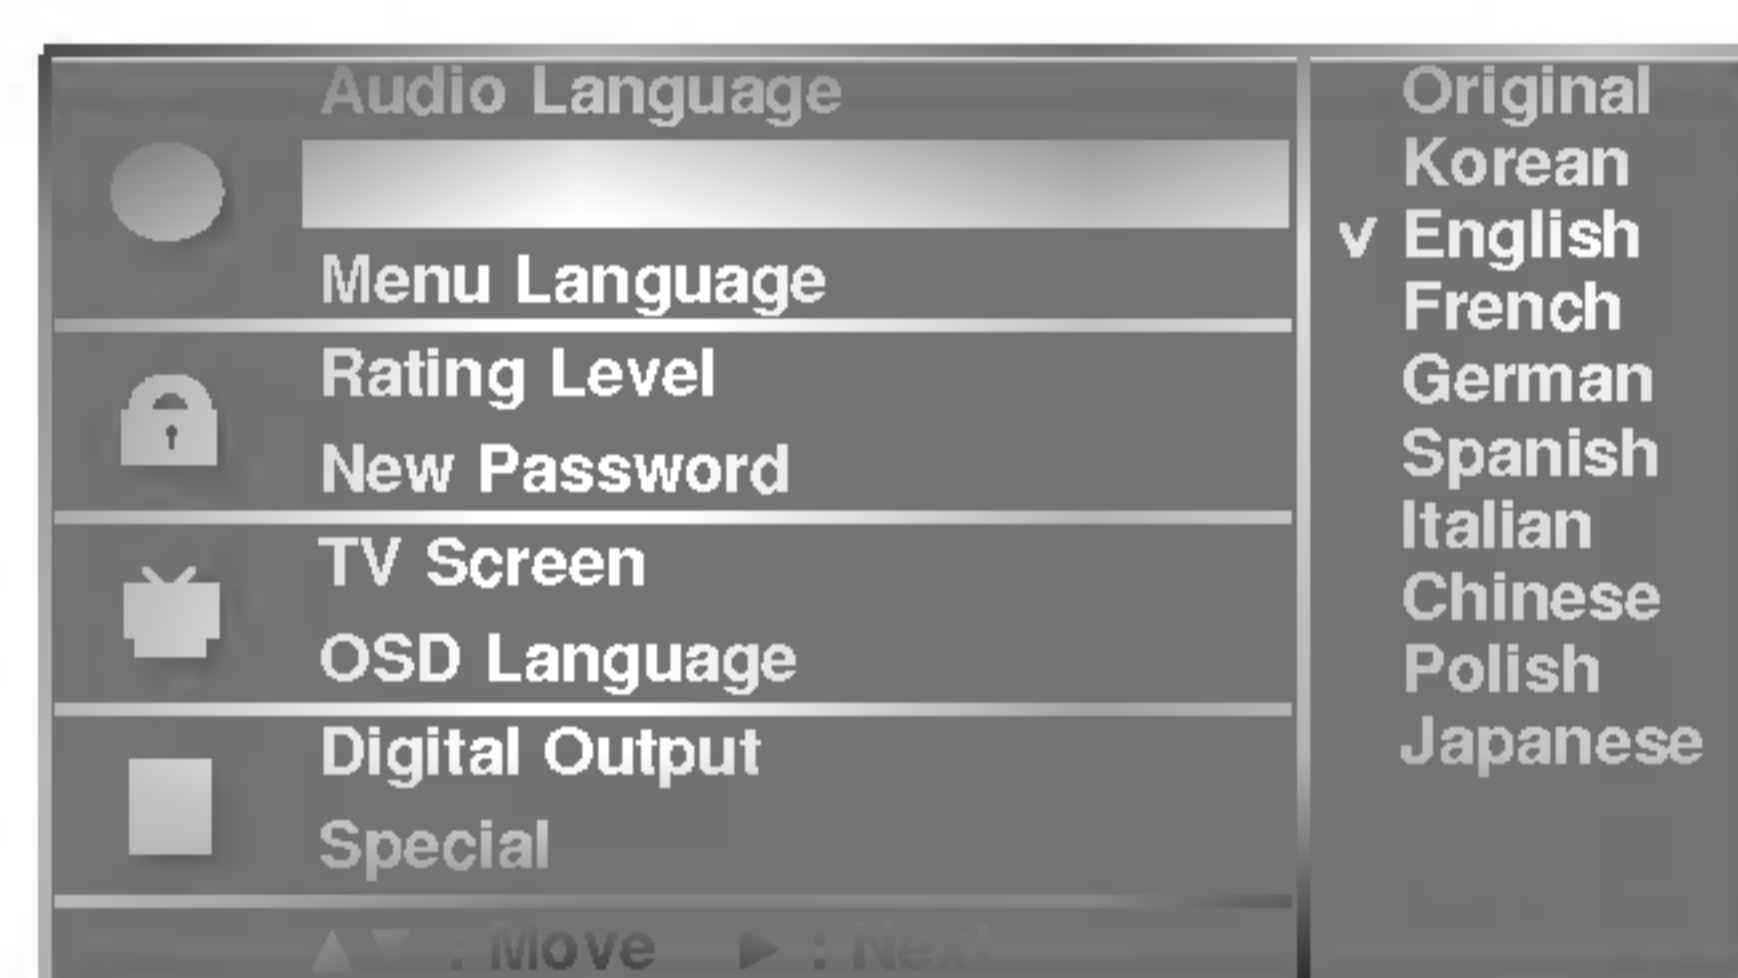 Audio Language
Menu Language
Rating Level
New Password
TV Screen
OSD Language
Digital Output
Special
▲▼ : Move ▶ : Next
Original
Korean
v English
French
German
Spanish
Italian
Chinese
Polish
Japanese